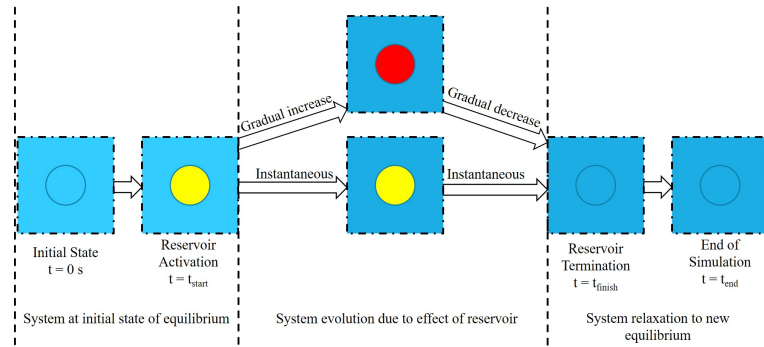 Gradual increase
Gradual decrease
Instantaneous
Instantaneous
Initial State
t = 0 s
Reservoir
Activation
t = tstart
Reservoir
Termination
t = tfinish
End of
Simulation
t = tend
System at initial state of equilibrium
System evolution due to effect of reservoir
System relaxation to new
equilibrium